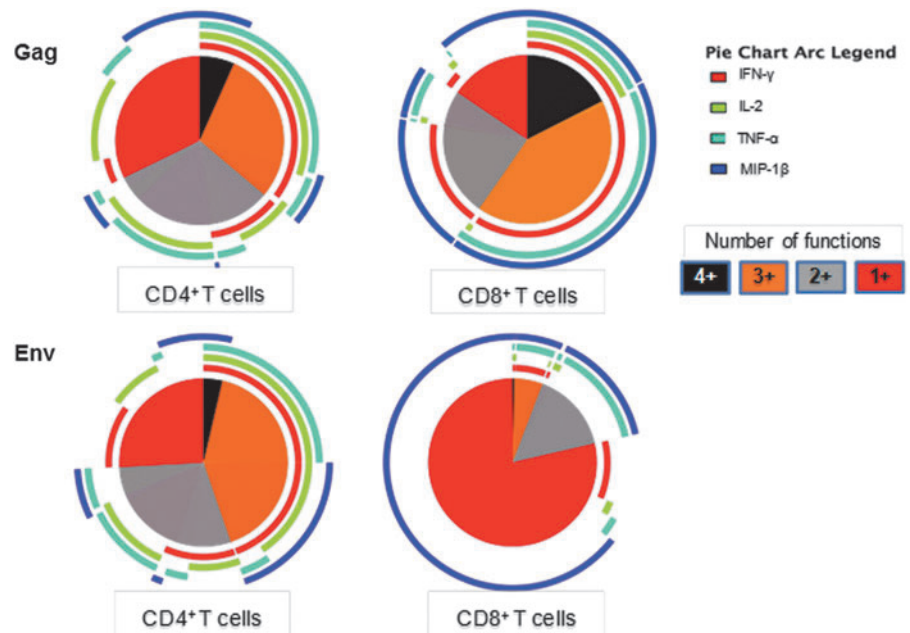 Gag
Pie Chart Arc Legend
IFN-γ
IL-2
TNF-α
MIP-1β
Number of functions
4+ 3+ 2+ 1+
CD4+ T cells
CD8+ T cells
Env
CD4+ T cells
CD8+ T cells